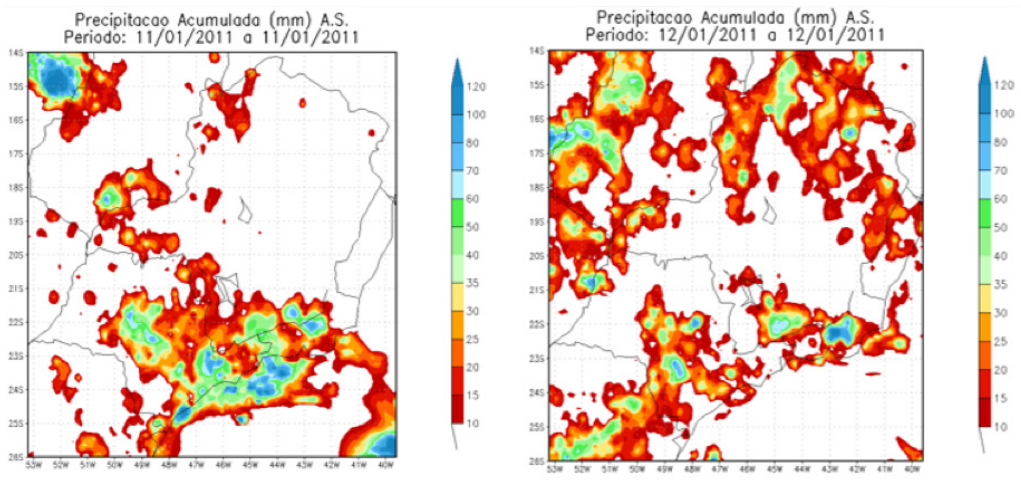 Precipitacao Acumulada (mm) A.S.
Periodo: 11/01/2011 a 11/01/2011
14S
15S
16S
17S
18S
19S
20S
21S
22S
23S
24S
25S
26S
53W 52W 51W 50W 49W 48W 47W 46W 45W 44W 43W 42W 41W 40W
120
100
80
70
60
50
40
35
30
25
20
15
10
Precipitacao Acumulada (mm) A.S.
Periodo: 12/01/2011 a 12/01/2011
14S
15S
16S
17S
18S
19S
20S
21S
22S
23S
24S
25S
26S
53W 52W 51W 50W 49W 48W 47W 46W 45W 44W 43W 42W 41W 40W
120
100
80
70
60
50
40
35
30
25
20
15
10